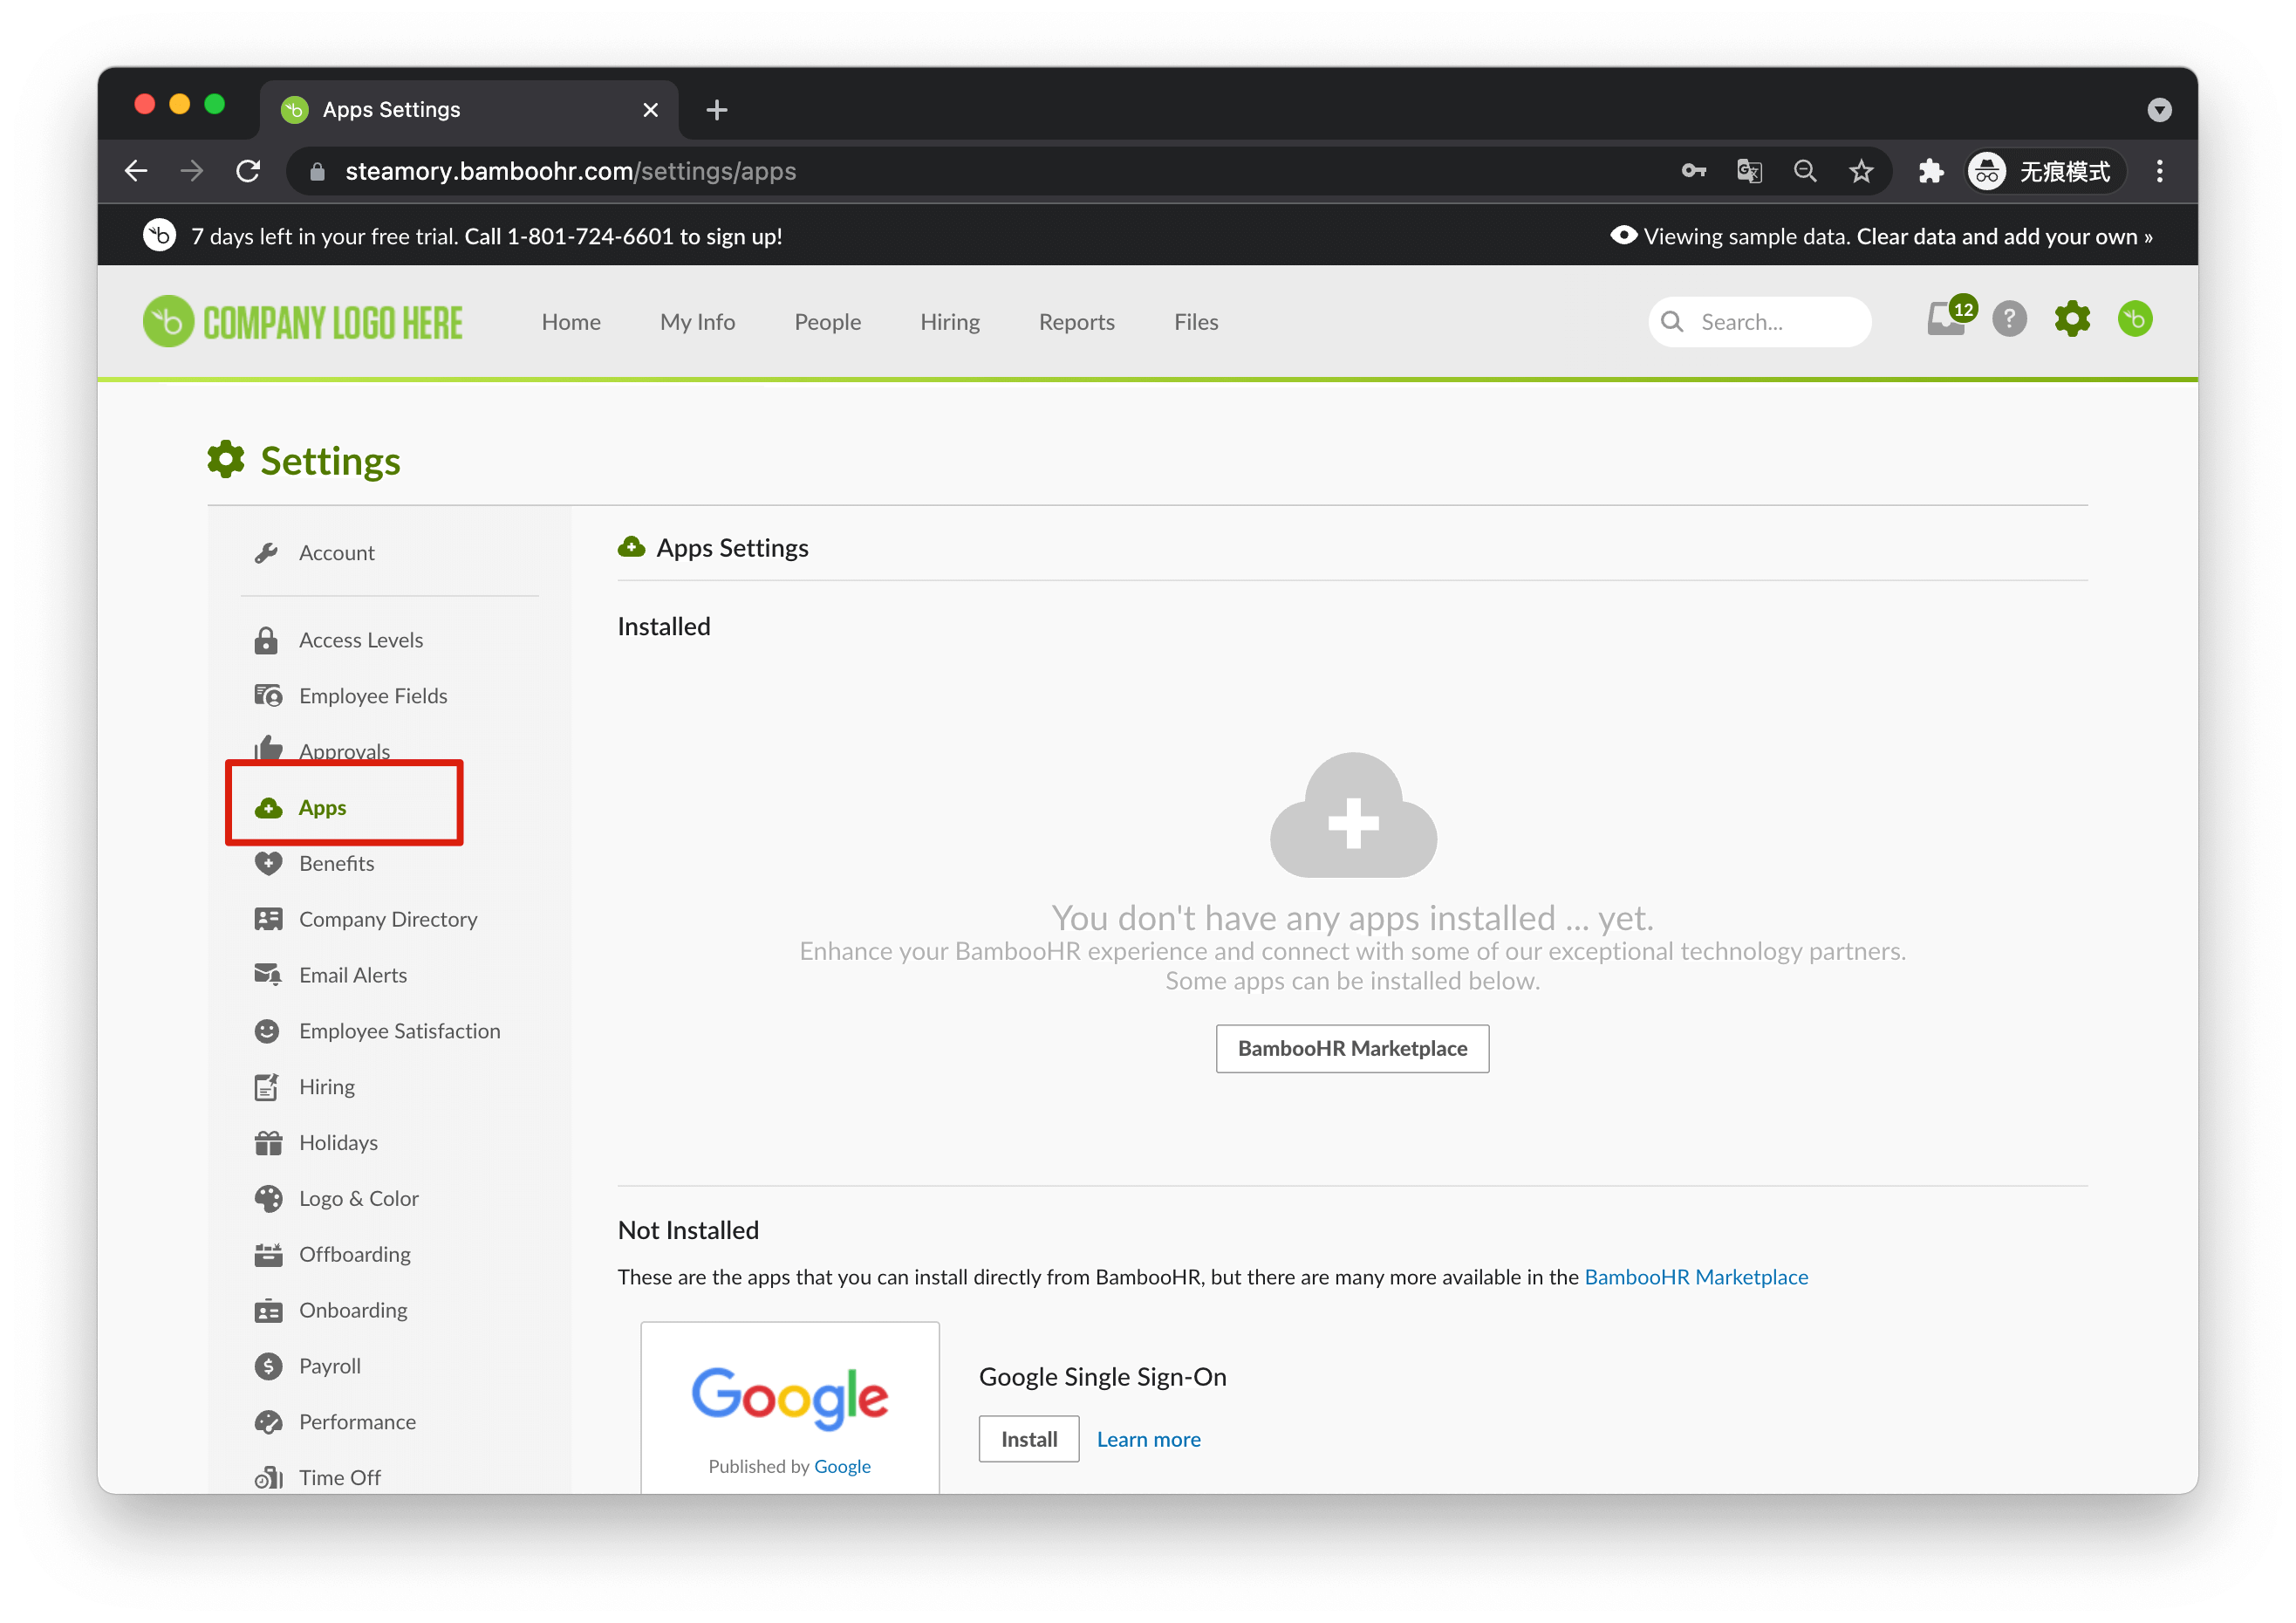 Apps Settings
steamory.bamboohr.com/settings/apps
无痕模式
7 days left in your free trial. Call 1-801-724-6601 to sign up!
Viewing sample data. Clear data and add your own »
COMPANY LOGO HERE
Home
My Info
People
Hiring
Reports
Files
Search...
12
?
Settings
Account
Access Levels
Employee Fields
Approvals
Apps
Benefits
Company Directory
Email Alerts
Employee Satisfaction
Hiring
Holidays
Logo & Color
Offboarding
Onboarding
Payroll
Performance
Time Off
Apps Settings
Installed
You don't have any apps installed ... yet.
Enhance your BambooHR experience and connect with some of our exceptional technology partners.
Some apps can be installed below.
BambooHR Marketplace
Not Installed
These are the apps that you can install directly from BambooHR, but there are many more available in the BambooHR Marketplace
Google
Published by Google
Google Single Sign-On
Install
Learn more